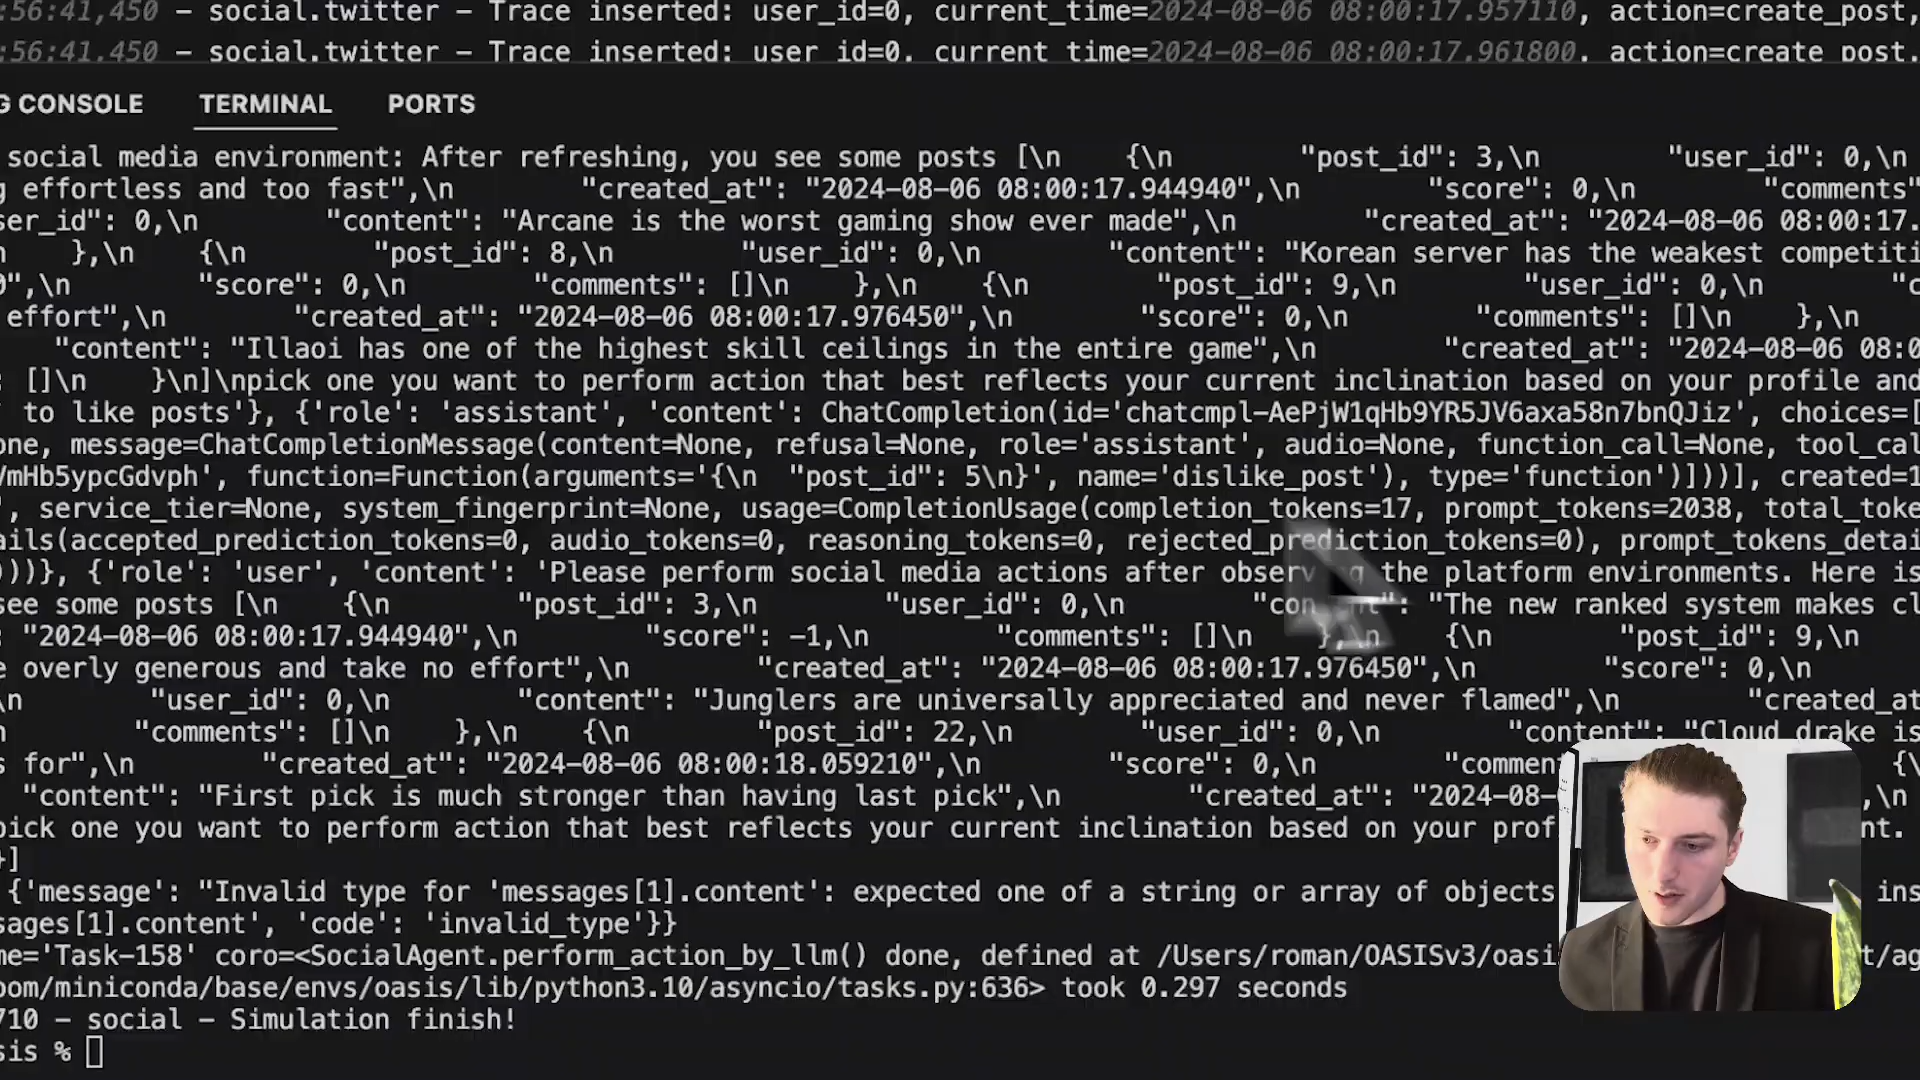 :56:41,450 – social.twitter – Trace inserted: user_id=0, current_time=2024-08-06 08:00:17.957110, action=create_post,
:56:41,450 – social.twitter – Trace inserted: user_id=0, current_time=2024-08-06 08:00:17.961800, action=create_post,
G CONSOLE TERMINAL PORTS
social media environment: After refreshing, you see some posts [\n {\n "post_id": 3,\n "user_id": 0,\n
g effortless and too fast",\n "created_at": "2024-08-06 08:00:17.944940",\n "score": 0,\n "comments"
ser_id": 0,\n "content": "Arcane is the worst gaming show ever made",\n "created_at": "2024-08-06 08:00:17.
n },\n {\n "post_id": 8,\n "user_id": 0,\n "content": "Korean server has the weakest competiti
0",\n "score": 0,\n "comments": []\n },\n {\n "post_id": 9,\n "user_id": 0,\n "c
effort",\n "created_at": "2024-08-06 08:00:17.976450",\n "score": 0,\n "comments": []\n },\n
"content": "Illaoi has one of the highest skill ceilings in the entire game",\n "created_at": "2024-08-06 08:0
: []\n }\n]\npick one you want to perform action that best reflects your current inclination based on your profile and
to like posts'}, {'role': 'assistant', 'content': ChatCompletion(id='chatcmpl-AePjW1qHb9YR5JV6axa58n7bnQJiz', choices=[
one, message=ChatCompletionMessage(content=None, refusal=None, role='assistant', audio=None, function_call=None, tool_cal
/mHb5ypcGdvph', function=Function(arguments='{\n "post_id": 5\n}', name='dislike_post'), type='function')]))], created=1
', service_tier=None, system_fingerprint=None, usage=CompletionUsage(completion_tokens=17, prompt_tokens=2038, total_toke
ails(accepted_prediction_tokens=0, audio_tokens=0, reasoning_tokens=0, rejected_prediction_tokens=0), prompt_tokens_detai
)))}, {'role': 'user', 'content': 'Please perform social media actions after observing the platform environments. Here is
see some posts [\n {\n "post_id": 3,\n "user_id": 0,\n "content": "The new ranked system makes cl
: "2024-08-06 08:00:17.944940",\n "score": -1,\n "comments": []\n },\n {\n "post_id": 9,\n
e overly generous and take no effort",\n "created_at": "2024-08-06 08:00:17.976450",\n "score": 0,\n
\n "user_id": 0,\n "content": "Junglers are universally appreciated and never flamed",\n "created_at
"comments": []\n },\n {\n "post_id": 22,\n "user_id": 0,\n "content": "Cloud drake is
s for",\n "created_at": "2024-08-06 08:00:18.059210",\n "score": 0,\n "comm {\
"content": "First pick is much stronger than having last pick",\n "created_at": "2024-08- ,\n
pick one you want to perform action that best reflects your current inclination based on your prof nt.
}]
{'message': "Invalid type for 'messages[1].content': expected one of a string or array of objects ins
sages[1].content', 'code': 'invalid_type'}}
me='Task-158' coro=<SocialAgent.perform_action_by_llm() done, defined at /Users/roman/OASISv3/oasi t/ag
oom/miniconda/base/envs/oasis/lib/python3.10/asyncio/tasks.py:636> took 0.297 seconds
710 – social – Simulation finish!
sis %